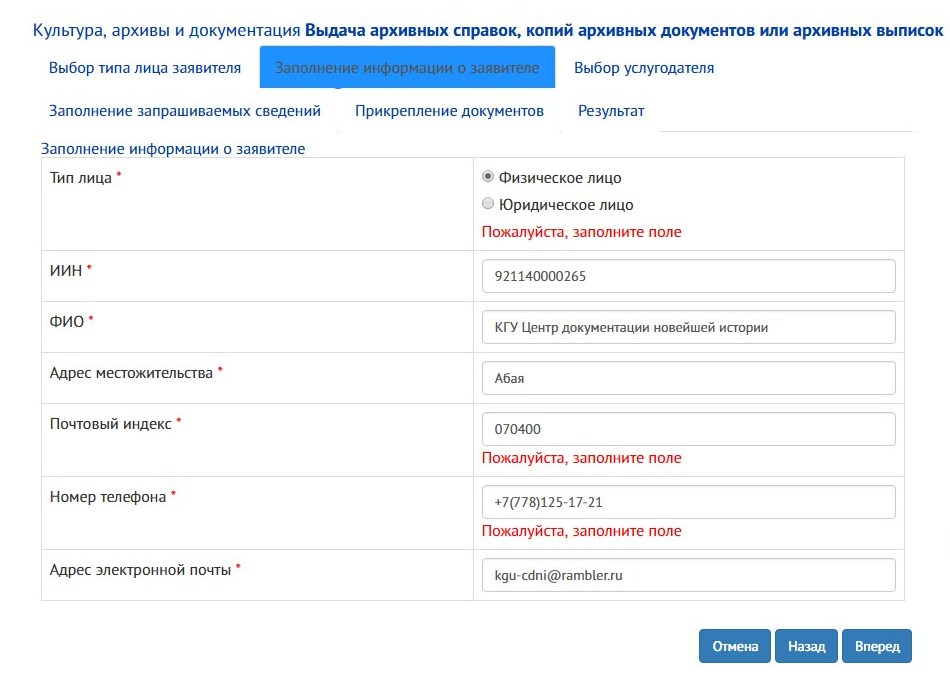 Культура, архивы и документация Выдача архивных справок, копий архивных документов или архивных выписок
Выбор типа лица заявителя Заполнение информации о заявителе Выбор услугодателя
Заполнение запрашиваемых сведений Прикрепление документов Результат
Заполнение информации о заявителе
Тип лица * Физическое лицо
Юридическое лицо
Пожалуйста, заполните поле
ИИН * 921140000265
ФИО * КГУ Центр документации новейшей истории
Адрес местожительства * Абая
Почтовый индекс * 070400
Пожалуйста, заполните поле
Номер телефона * +7(778)125-17-21
Пожалуйста, заполните поле
Адрес электронной почты * kgu-cdni@rambler.ru
Отмена Назад Вперед